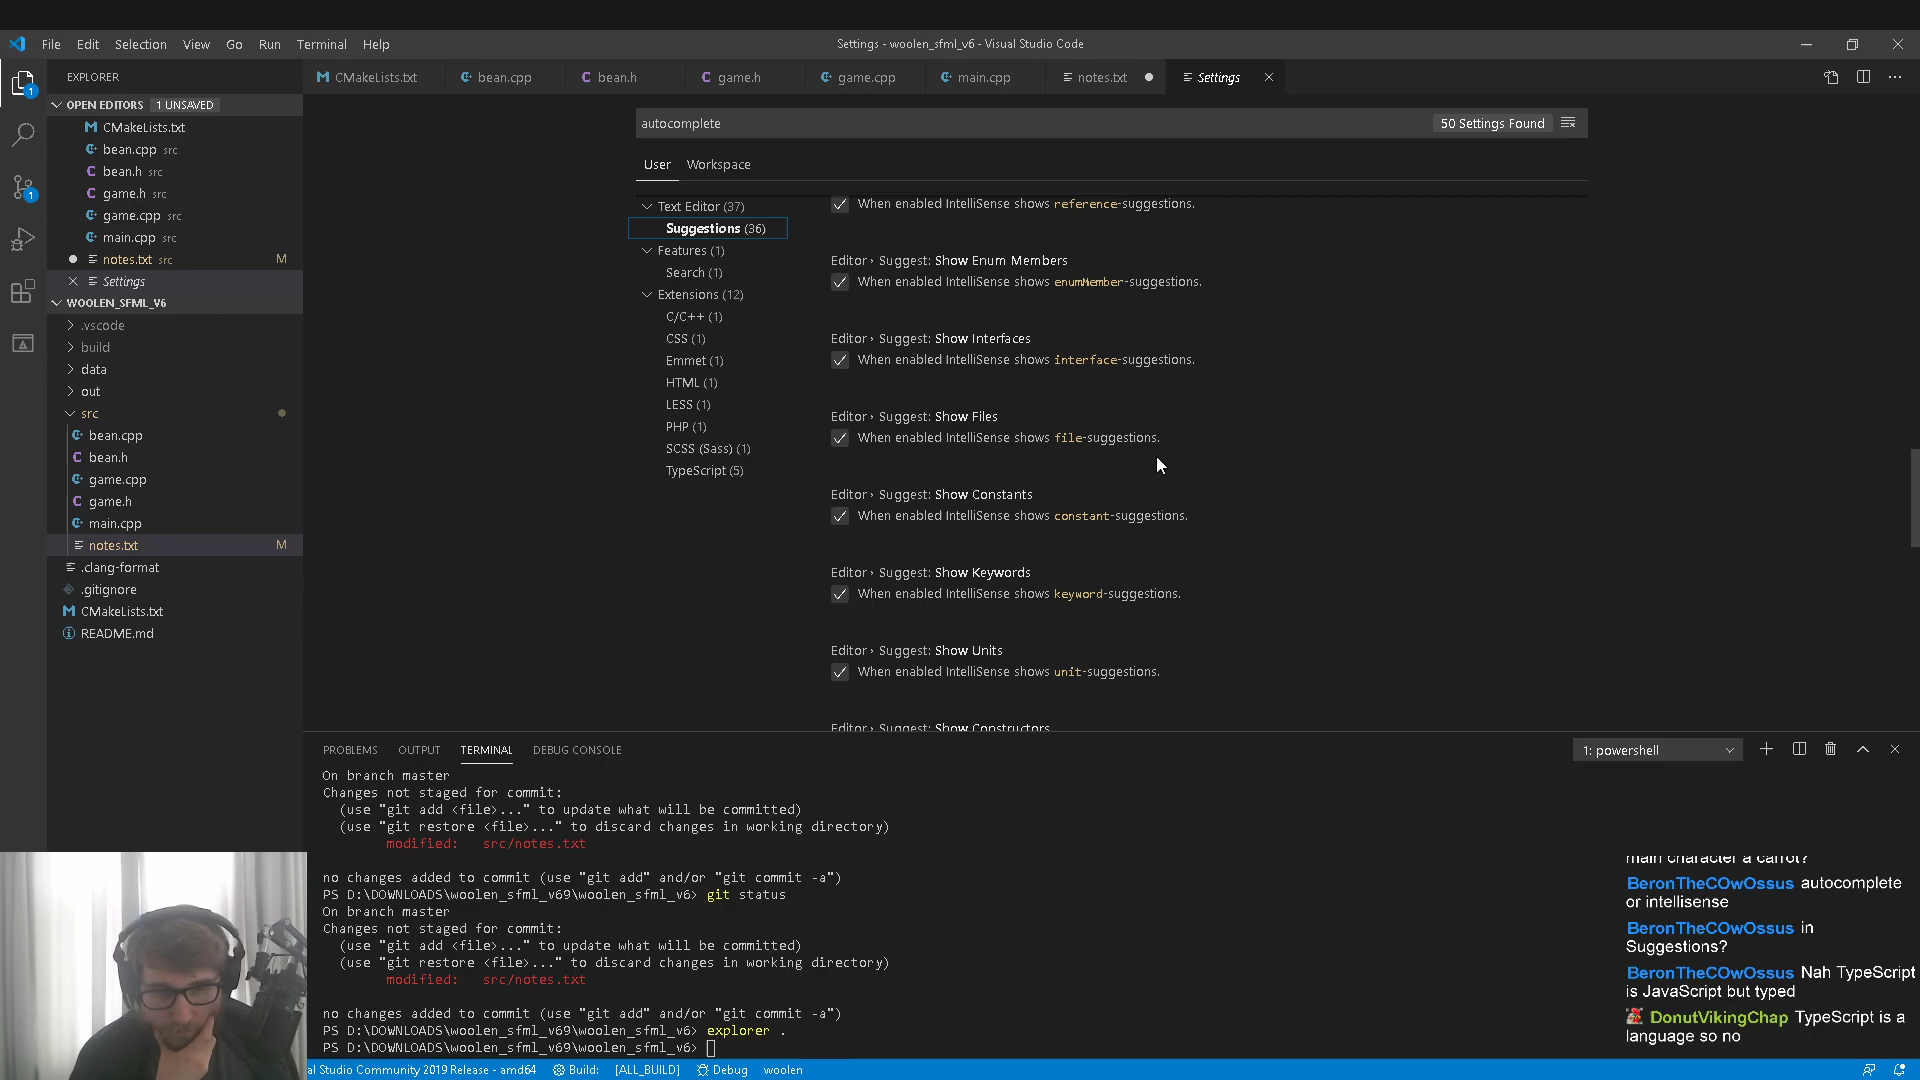 File Edit Selection View Go Run Terminal Help
Settings - woolen_sfml_v6 - Visual Studio Code
EXPLORER
CMakeLists.txt bean.cpp bean.h game.h game.cpp main.cpp notes.txt Settings
OPEN EDITORS 1 UNSAVED
CMakeLists.txt
bean.cpp src
bean.h src
game.h src
game.cpp src
main.cpp src
notes.txt src M
Settings
WOOLEN_SFML_V6
.vscode
build
data
out
src
bean.cpp
bean.h
game.cpp
game.h
main.cpp
notes.txt M
.clang-format
.gitignore
CMakeLists.txt
README.md
1
1
autocomplete
50 Settings Found
User Workspace
Text Editor (37)
Suggestions (36)
Features (1)
Search (1)
Extensions (12)
C/C++ (1)
CSS (1)
Emmet (1)
HTML (1)
LESS (1)
PHP (1)
SCSS (Sass) (1)
TypeScript (5)
When enabled IntelliSense shows reference-suggestions.
Editor › Suggest: Show Enum Members
When enabled IntelliSense shows enumMember-suggestions.
Editor › Suggest: Show Interfaces
When enabled IntelliSense shows interface-suggestions.
Editor › Suggest: Show Files
When enabled IntelliSense shows file-suggestions.
Editor › Suggest: Show Constants
When enabled IntelliSense shows constant-suggestions.
Editor › Suggest: Show Keywords
When enabled IntelliSense shows keyword-suggestions.
Editor › Suggest: Show Units
When enabled IntelliSense shows unit-suggestions.
Editor › Suggest: Show Constructors
PROBLEMS OUTPUT TERMINAL DEBUG CONSOLE
1: powershell
On branch master
Changes not staged for commit:
(use "git add <file>..." to update what will be committed)
(use "git restore <file>..." to discard changes in working directory)
modified: src/notes.txt
no changes added to commit (use "git add" and/or "git commit -a")
PS D:\DOWNLOADS\woolen_sfml_v69\woolen_sfml_v6> git status
On branch master
Changes not staged for commit:
(use "git add <file>..." to update what will be committed)
(use "git restore <file>..." to discard changes in working directory)
modified: src/notes.txt
no changes added to commit (use "git add" and/or "git commit -a")
PS D:\DOWNLOADS\woolen_sfml_v69\woolen_sfml_v6> explorer .
PS D:\DOWNLOADS\woolen_sfml_v69\woolen_sfml_v6>
main character a carrot?
BeronTheCOwOssus autocomplete
or intellisense
BeronTheCOwOssus in
Suggestions?
BeronTheCOwOssus Nah TypeScript
is JavaScript but typed
DonutVikingChap TypeScript is a
language so no
al Studio Community 2019 Release - amd64 Build: [ALL_BUILD] Debug woolen